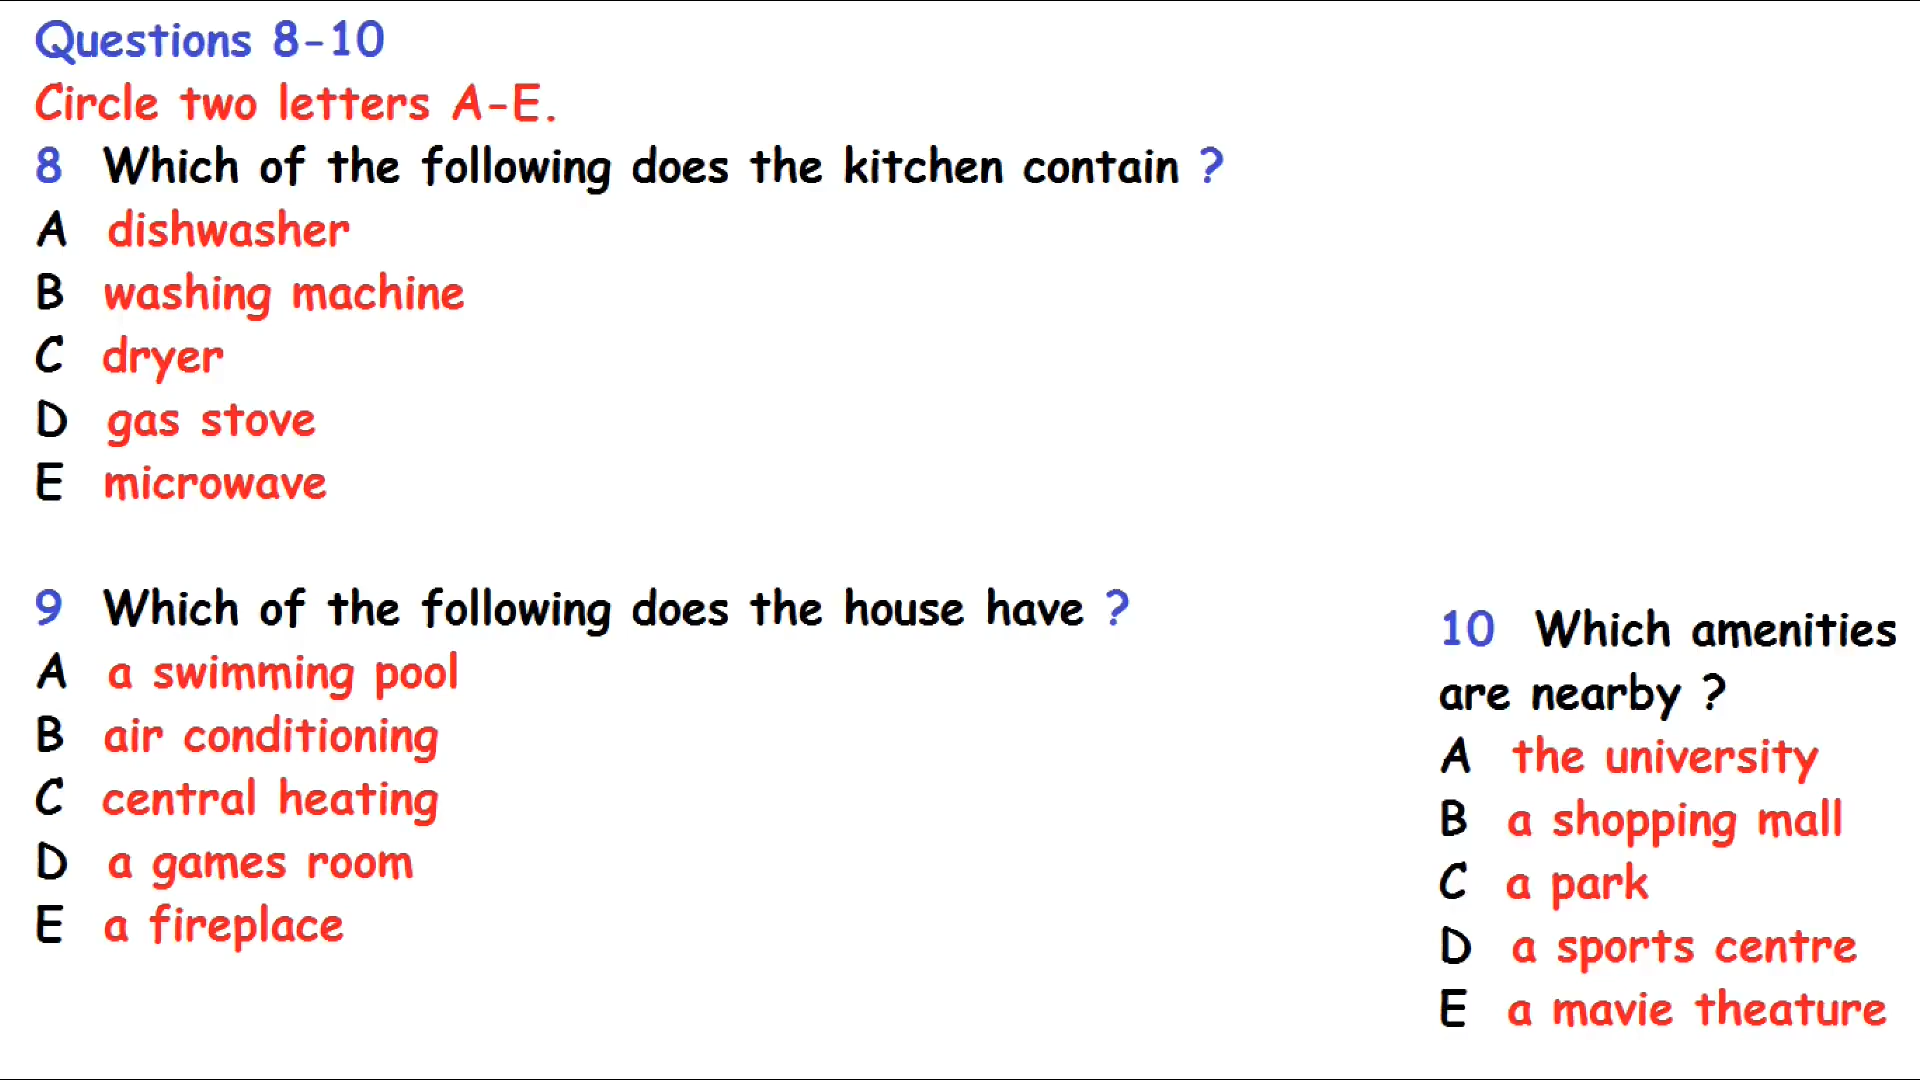 Questions 8-10
Circle two letters A-E.
8 Which of the following does the kitchen contain ?
A dishwasher
B washing machine
C dryer
D gas stove
E microwave
9 Which of the following does the house have ?
A a swimming pool
B air conditioning
C central heating
D a games room
E a fireplace
10 Which amenities
are nearby ?
A the university
B a shopping mall
C a park
D a sports centre
E a mavie theature